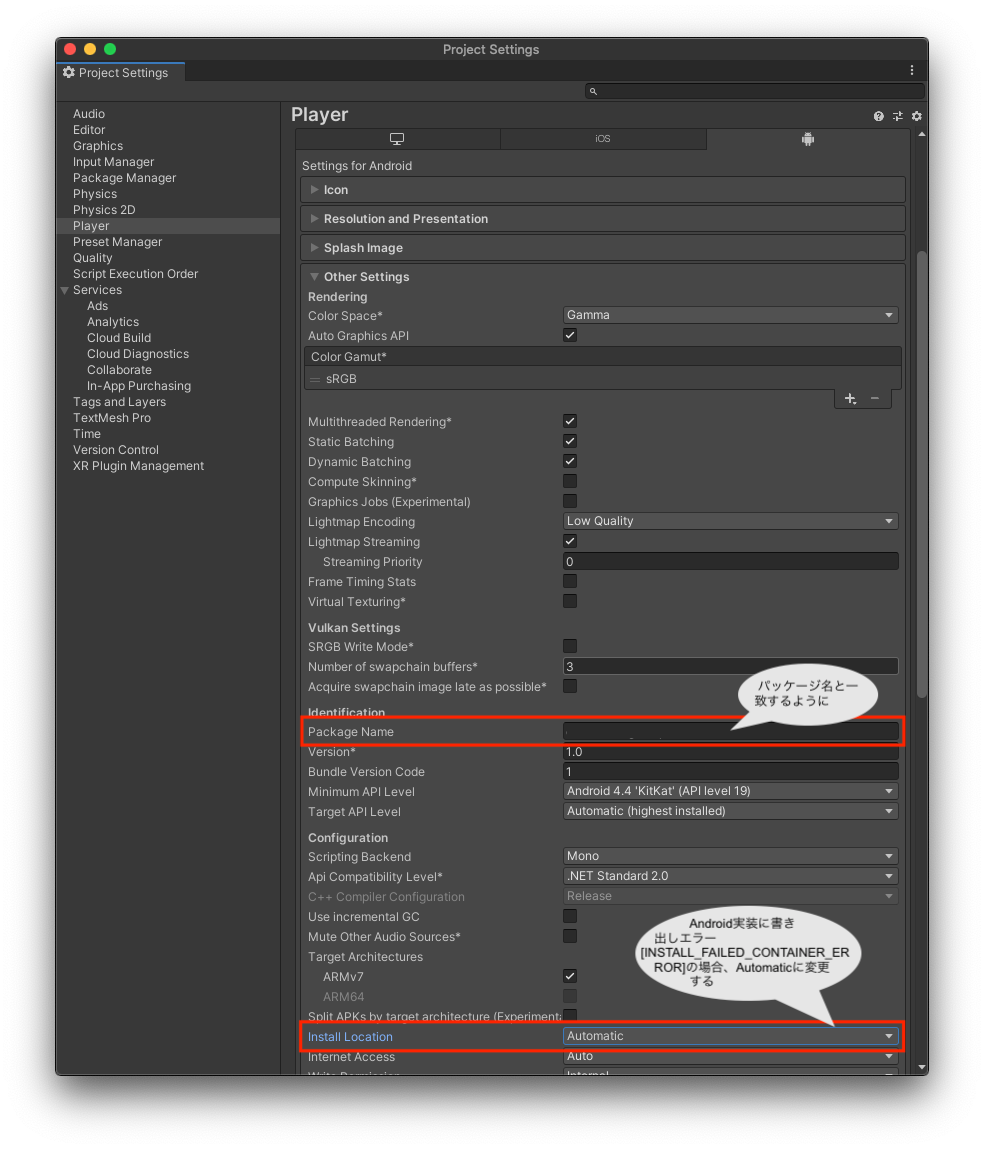 Project Settings
Project Settings
Audio
Editor
Graphics
Input Manager
Package Manager
Physics
Physics 2D
Player
Preset Manager
Quality
Script Execution Order
Services
Ads
Analytics
Cloud Build
Cloud Diagnostics
Collaborate
In-App Purchasing
Tags and Layers
TextMesh Pro
Time
Version Control
XR Plugin Management
Player
iOS
Settings for Android
Icon
Resolution and Presentation
Splash Image
Other Settings
Rendering
Color Space* Gamma
Auto Graphics API
Color Gamut*
sRGB
Multithreaded Rendering*
Static Batching
Dynamic Batching
Compute Skinning*
Graphics Jobs (Experimental)
Lightmap Encoding Low Quality
Lightmap Streaming
Streaming Priority 0
Frame Timing Stats
Virtual Texturing*
Vulkan Settings
SRGB Write Mode*
Number of swapchain buffers* 3
Acquire swapchain image late as possible*
パッケージ名と一
致するように
Identification
Package Name
Version* 1.0
Bundle Version Code 1
Minimum API Level Android 4.4 'KitKat' (API level 19)
Target API Level Automatic (highest installed)
Configuration
Scripting Backend Mono
Api Compatibility Level* .NET Standard 2.0
C++ Compiler Configuration Release
Use incremental GC
Mute Other Audio Sources*
Target Architectures
ARMv7
ARM64
Android実装に書き
出しエラー
[INSTALL_FAILED_CONTAINER_ER
ROR]の場合、Automaticに変更
する
Split APKs by target architecture (Experimenta
Install Location Automatic
Internet Access Auto
Write Permission Internal